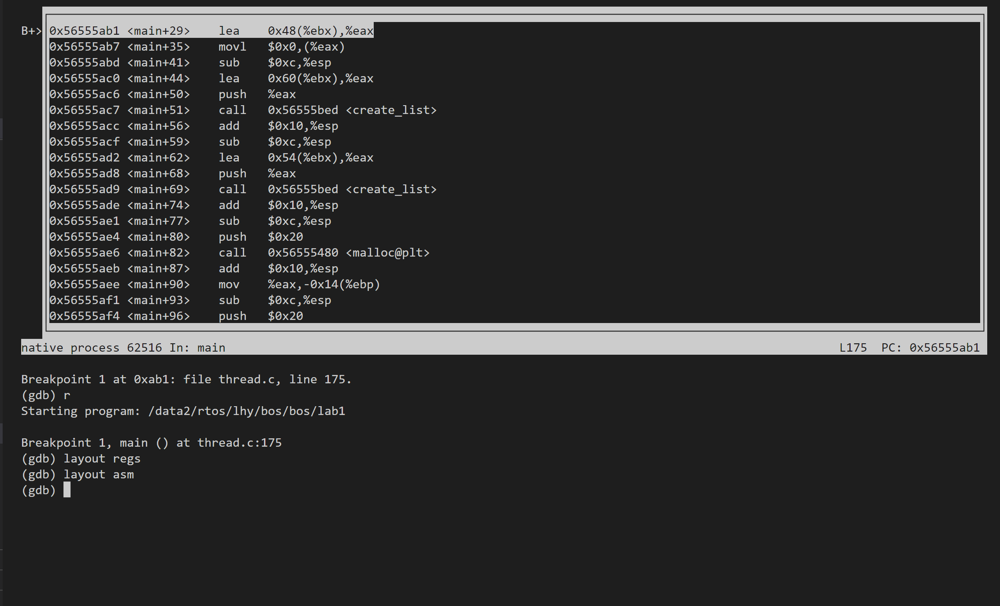 B+> 0x56555ab1 <main+29>    lea    0x48(%ebx),%eax
0x56555ab7 <main+35>    movl   $0x0,(%eax)
0x56555abd <main+41>    sub    $0xc,%esp
0x56555ac0 <main+44>    lea    0x60(%ebx),%eax
0x56555ac6 <main+50>    push   %eax
0x56555ac7 <main+51>    call   0x56555bed <create_list>
0x56555acc <main+56>    add    $0x10,%esp
0x56555acf <main+59>    sub    $0xc,%esp
0x56555ad2 <main+62>    lea    0x54(%ebx),%eax
0x56555ad8 <main+68>    push   %eax
0x56555ad9 <main+69>    call   0x56555bed <create_list>
0x56555ade <main+74>    add    $0x10,%esp
0x56555ae1 <main+77>    sub    $0xc,%esp
0x56555ae4 <main+80>    push   $0x20
0x56555ae6 <main+82>    call   0x56555480 <malloc@plt>
0x56555aeb <main+87>    add    $0x10,%esp
0x56555aee <main+90>    mov    %eax,-0x14(%ebp)
0x56555af1 <main+93>    sub    $0xc,%esp
0x56555af4 <main+96>    push   $0x20
native process 62516 In: main    L175  PC: 0x56555ab1
Breakpoint 1 at 0xab1: file thread.c, line 175.
(gdb) r
Starting program: /data2/rtos/lhy/bos/bos/lab1
Breakpoint 1, main () at thread.c:175
(gdb) layout regs
(gdb) layout asm
(gdb)